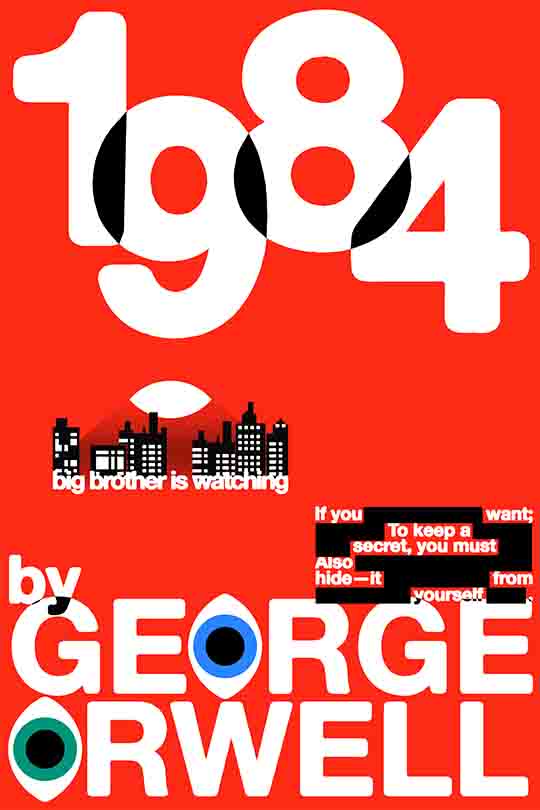 1984
big brother is watching
If you want;
To keep a
secret, you must
Also
hide—it from
yourself.
by
GEORGE
ORWELL